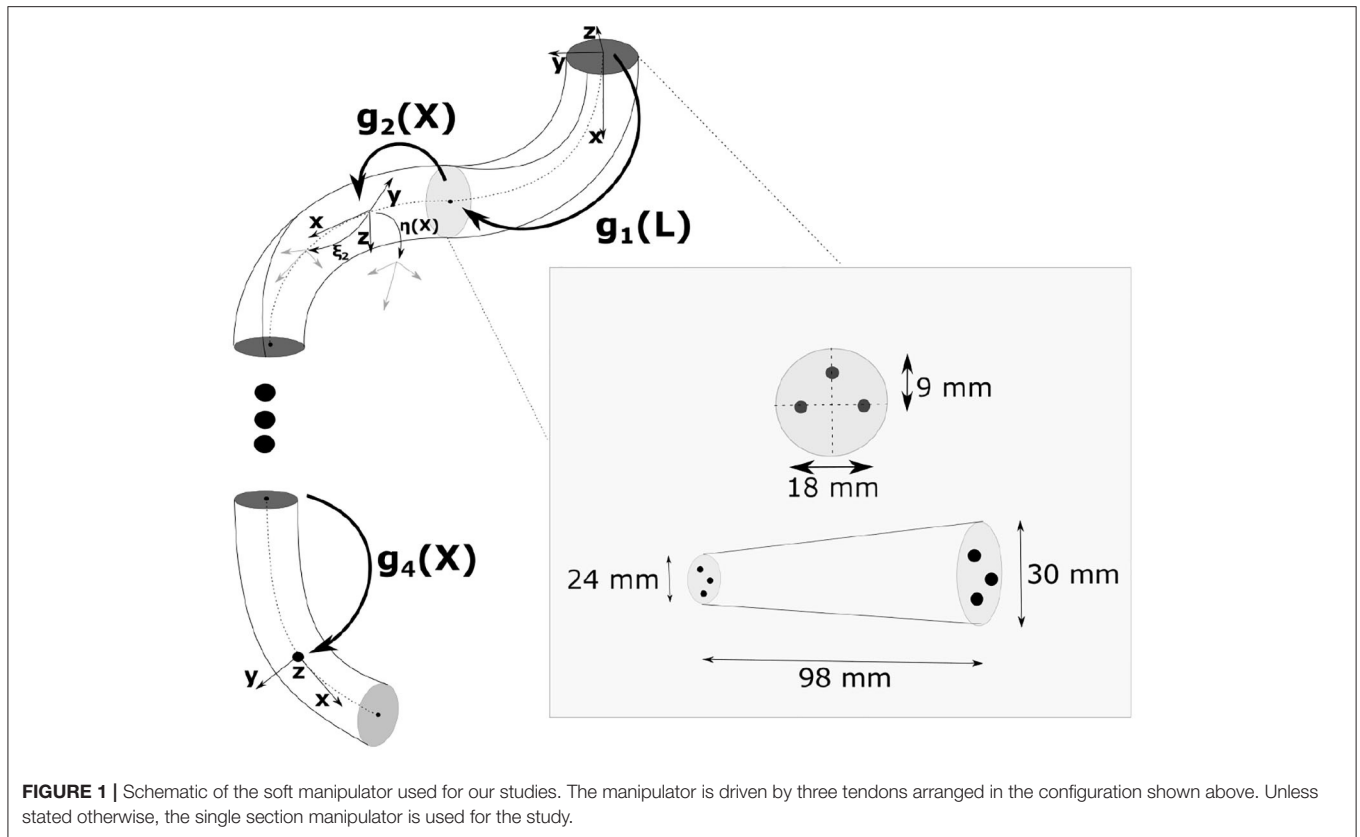 z
y
x
g₂(X)
y
x
z
η(X)
ξ₂
g₁(L)
9 mm
18 mm
24 mm
30 mm
98 mm
g₄(X)
y
z
x
FIGURE 1 | Schematic of the soft manipulator used for our studies. The manipulator is driven by three tendons arranged in the configuration shown above. Unless
stated otherwise, the single section manipulator is used for the study.